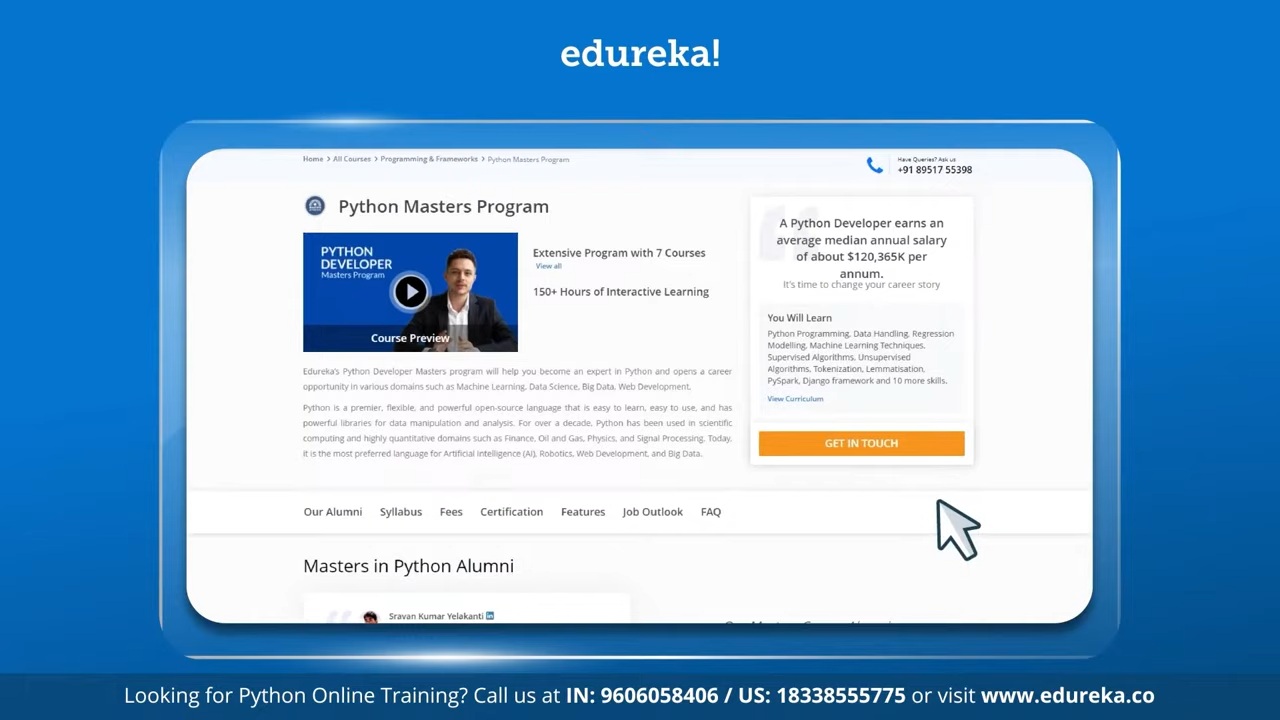 edureka!
Home > All Courses > Programming & Frameworks > Python Masters Program
Have Queries? Ask us
+91 89517 55398
Python Masters Program
PYTHON
DEVELOPER
Masters Program
Course Preview
Extensive Program with 7 Courses
View all
150+ Hours of Interactive Learning
A Python Developer earns an
average median annual salary
of about $120,365K per
annum.
It's time to change your career story
You Will Learn
Python Programming, Data Handling, Regression
Modelling, Machine Learning Techniques,
Supervised Algorithms, Unsupervised
Algorithms, Tokenization, Lemmatisation,
PySpark, Django framework and 10 more skills.
View Curriculum
GET IN TOUCH
Edureka's Python Developer Masters program will help you become an expert in Python and opens a career
opportunity in various domains such as Machine Learning, Data Science, Big Data, Web Development.
Python is a premier, flexible, and powerful open-source language that is easy to learn, easy to use, and has
powerful libraries for data manipulation and analysis. For over a decade, Python has been used in scientific
computing and highly quantitative domains such as Finance, Oil and Gas, Physics, and Signal Processing. Today,
it is the most preferred language for Artificial intelligence (AI), Robotics, Web Development, and Big Data.
Our Alumni Syllabus Fees Certification Features Job Outlook FAQ
Masters in Python Alumni
Sravan Kumar Yelakanti in
Looking for Python Online Training? Call us at IN: 9606058406 / US: 18338555775 or visit www.edureka.co